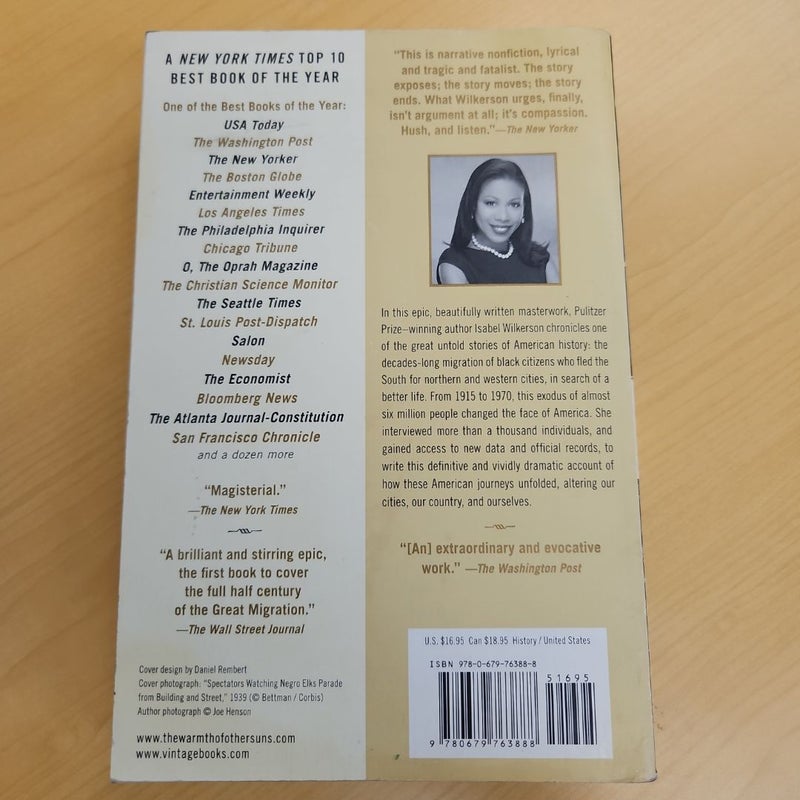 A NEW YORK TIMES TOP 10
BEST BOOK OF THE YEAR
One of the Best Books of the Year:
USA Today
The Washington Post
The New Yorker
The Boston Globe
Entertainment Weekly
Los Angeles Times
The Philadelphia Inquirer
Chicago Tribune
O, The Oprah Magazine
The Christian Science Monitor
The Seattle Times
St. Louis Post-Dispatch
Salon
Newsday
The Economist
Bloomberg News
The Atlanta Journal-Constitution
San Francisco Chronicle
and a dozen more
“Magisterial.”
—The New York Times
“A brilliant and stirring epic,
the first book to cover
the full half century
of the Great Migration.”
—The Wall Street Journal
Cover design by Daniel Rembert
Cover photograph: “Spectators Watching Negro Elks Parade
from Building and Street,” 1939 (© Bettman / Corbis)
Author photograph © Joe Henson
www.thewarmthofothersuns.com
www.vintagebooks.com
“This is narrative nonfiction, lyrical
and tragic and fatalist. The story
exposes; the story moves; the story
ends. What Wilkerson urges, finally,
isn’t argument at all; it’s compassion.
Hush, and listen.”—The New Yorker
In this epic, beautifully written masterwork, Pulitzer
Prize–winning author Isabel Wilkerson chronicles one
of the great untold stories of American history: the
decades-long migration of black citizens who fled the
South for northern and western cities, in search of a
better life. From 1915 to 1970, this exodus of almost
six million people changed the face of America. She
interviewed more than a thousand individuals, and
gained access to new data and official records, to
write this definitive and vividly dramatic account of
how these American journeys unfolded, altering our
cities, our country, and ourselves.
“[An] extraordinary and evocative
work.” —The Washington Post
U.S. $16.95 Can $18.95 History / United States
ISBN 978-0-679-76388-8
51695
9 780679 763888